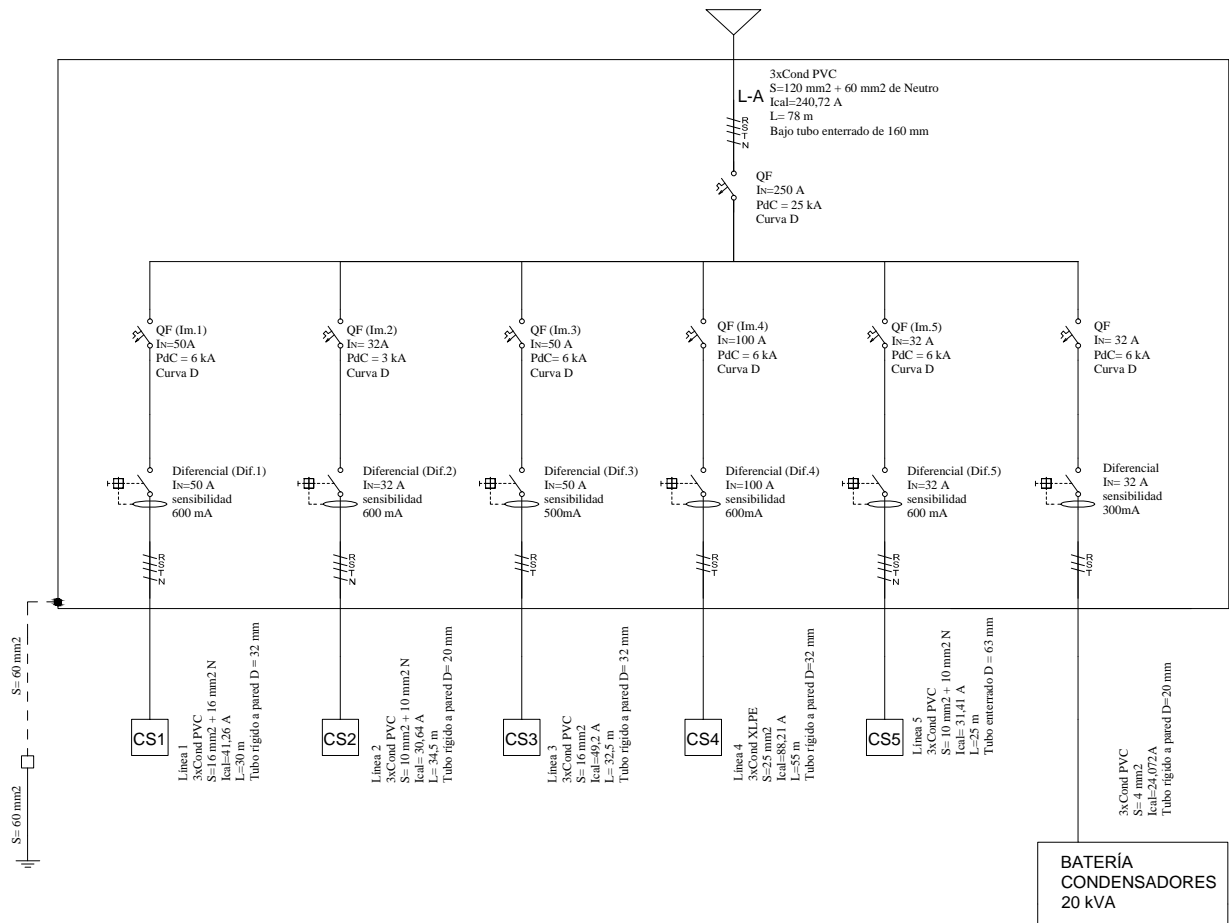 L-A
3xCond PVC
S=120 mm2 + 60 mm2 de Neutro
Ical=240,72 A
L= 78 m
Bajo tubo enterrado de 160 mm
R
S
T
N
QF
IN=250 A
PdC = 25 kA
Curva D
QF (Im.1)
IN=50A
PdC = 6 kA
Curva D
QF (Im.2)
IN= 32A
PdC = 3 kA
Curva D
QF (Im.3)
IN=50 A
PdC = 6 kA
Curva D
QF (Im.4)
IN=100 A
PdC = 6 kA
Curva D
QF (Im.5)
IN=32 A
PdC = 6 kA
Curva D
QF
IN= 32 A
PdC= 6 kA
Curva D
Diferencial (Dif.1)
IN=50 A
sensibilidad
600 mA
Diferencial (Dif.2)
IN=32 A
sensibilidad
600 mA
Diferencial (Dif.3)
IN=50 A
sensibilidad
500mA
Diferencial (Dif.4)
IN=100 A
sensibilidad
600mA
Diferencial (Dif.5)
IN=32 A
sensibilidad
600 mA
Diferencial
IN= 32 A
sensibilidad
300mA
R
S
T
N
R
S
T
N
R
S
T
R
S
T
R
S
T
N
R
S
T
S= 60 mm2
S= 60 mm2
CS1
Línea 1
3xCond PVC
S=16 mm2 + 16 mm2 N
Ical=41,26 A
L=30 m
Tubo rígido a pared D = 32 mm
CS2
Línea 2
3xCond PVC
S= 10 mm2 + 10 mm2 N
Ical= 30,64 A
L= 34,5 m
Tubo rígido a pared D= 20 mm
CS3
Línea 3
3xCond PVC
S= 16 mm2
Ical=49,2 A
L= 32,5 m
Tubo rígido a pared D= 32 mm
CS4
Línea 4
3xCond XLPE
S=25 mm2
Ical=88,21 A
L=55 m
Tubo rígido a pared D=32 mm
CS5
Línea 5
3xCond PVC
S= 10 mm2 + 10 mm2 N
Ical= 31,41 A
L=25 m
Tubo enterrado D = 63 mm
3xCond PVC
S= 4 mm2
Ical=24,072 A
Tubo rígido a pared D=20 mm
BATERÍA
CONDENSADORES
20 kVA